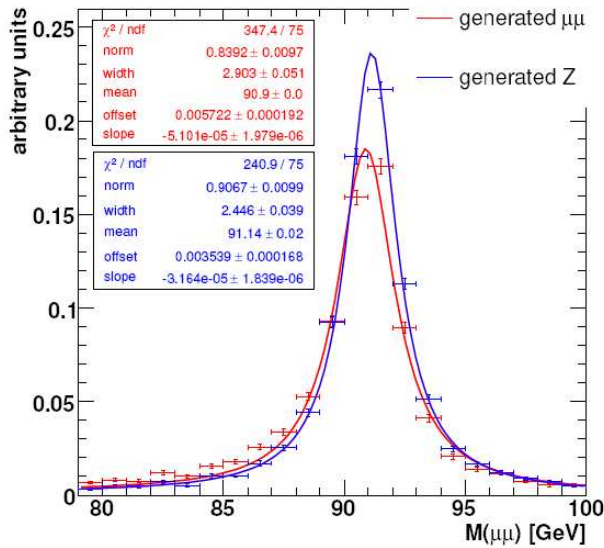 arbitrary units
0.25
0.2
0.15
0.1
0.05
0
χ² / ndf 347.4 / 75
norm 0.8392 ± 0.0097
width 2.903 ± 0.051
mean 90.9 ± 0.0
offset 0.005722 ± 0.000192
slope -5.101e-05 ± 1.979e-06
χ² / ndf 240.9 / 75
norm 0.9067 ± 0.0099
width 2.446 ± 0.039
mean 91.14 ± 0.02
offset 0.003539 ± 0.000168
slope -3.164e-05 ± 1.839e-06
generated μμ
generated Z
80 85 90 95 100
M(μμ) [GeV]